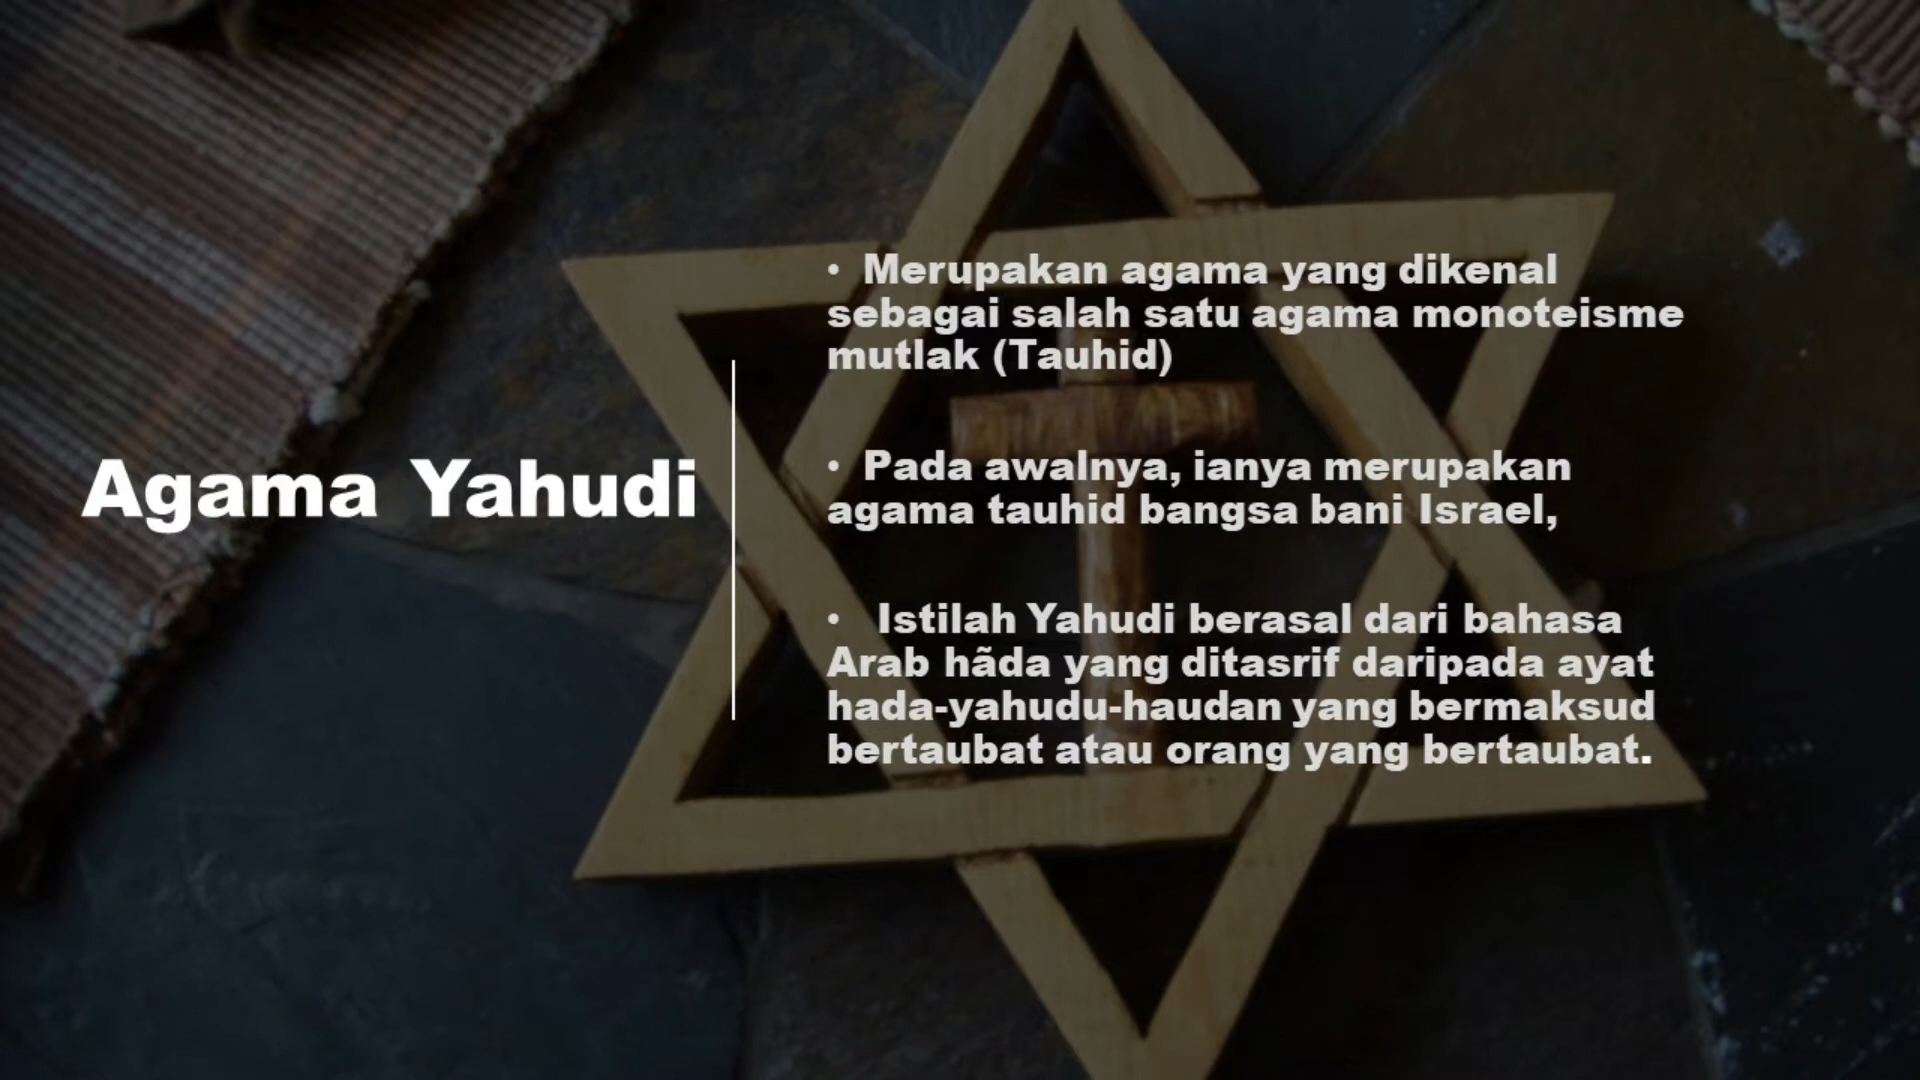 Agama Yahudi
• Merupakan agama yang dikenal
sebagai salah satu agama monoteisme
mutlak (Tauhid)
• Pada awalnya, ianya merupakan
agama tauhid bangsa bani Israel,
• Istilah Yahudi berasal dari bahasa
Arab hãda yang ditasrif daripada ayat
hada-yahudu-haudan yang bermaksud
bertaubat atau orang yang bertaubat.